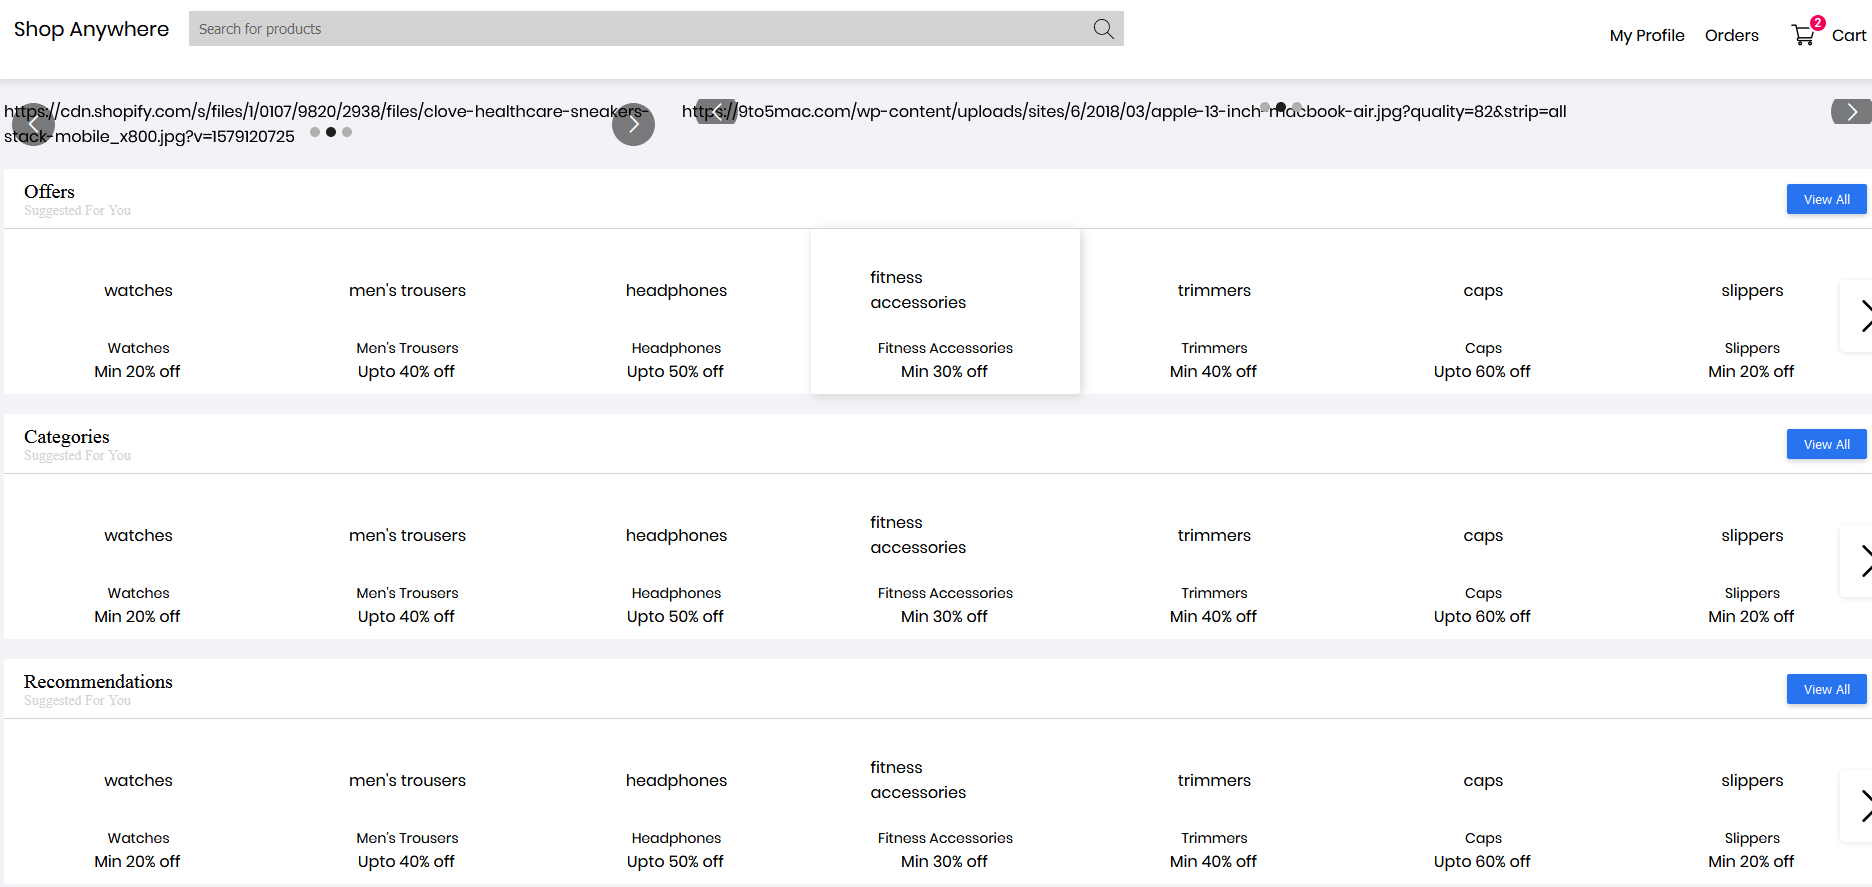 Shop Anywhere
Search for products
My Profile
Orders
2
Cart
https://cdn.shopify.com/s/files/1/0107/9820/2938/files/clove-healthcare-sneakers-
stack-mobile_x800.jpg?v=1579120725
https://9to5mac.com/wp-content/uploads/sites/6/2018/03/apple-13-inch-macbook-air.jpg?quality=82&strip=all
Offers
Suggested For You
View All
watches
men's trousers
headphones
fitness
accessories
trimmers
caps
slippers
Watches
Men's Trousers
Headphones
Fitness Accessories
Trimmers
Caps
Slippers
Min 20% off
Upto 40% off
Upto 50% off
Min 30% off
Min 40% off
Upto 60% off
Min 20% off
Categories
Suggested For You
View All
watches
men's trousers
headphones
fitness
accessories
trimmers
caps
slippers
Watches
Men's Trousers
Headphones
Fitness Accessories
Trimmers
Caps
Slippers
Min 20% off
Upto 40% off
Upto 50% off
Min 30% off
Min 40% off
Upto 60% off
Min 20% off
Recommendations
Suggested For You
View All
watches
men's trousers
headphones
fitness
accessories
trimmers
caps
slippers
Watches
Men's Trousers
Headphones
Fitness Accessories
Trimmers
Caps
Slippers
Min 20% off
Upto 40% off
Upto 50% off
Min 30% off
Min 40% off
Upto 60% off
Min 20% off